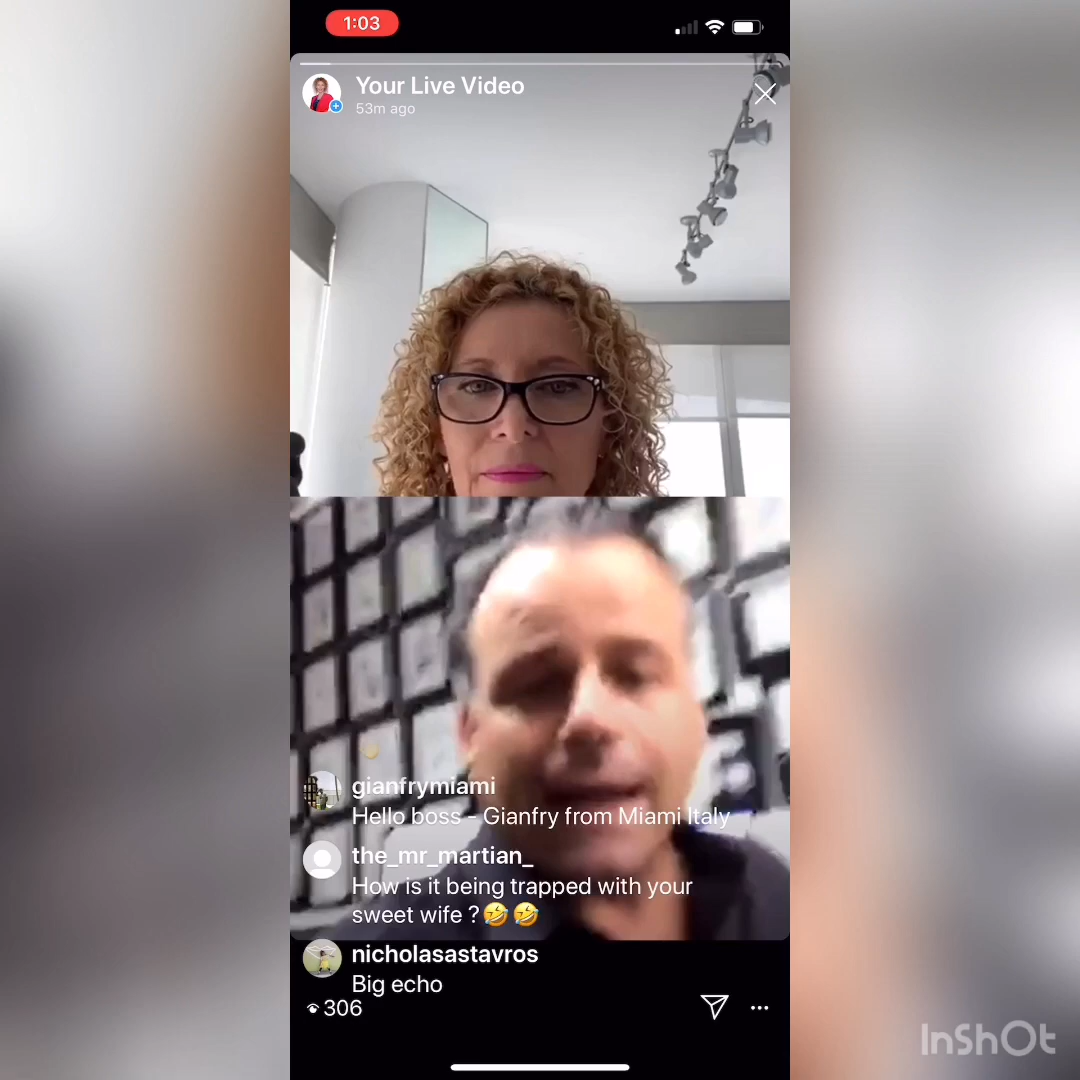 1:03
Your Live Video
53m ago
gianfrymiami
Hello boss - Gianfry from Miami Italy
the_mr_martian_
How is it being trapped with your
sweet wife ?🤣🤣
nicholasastavros
Big echo
306
InShOt